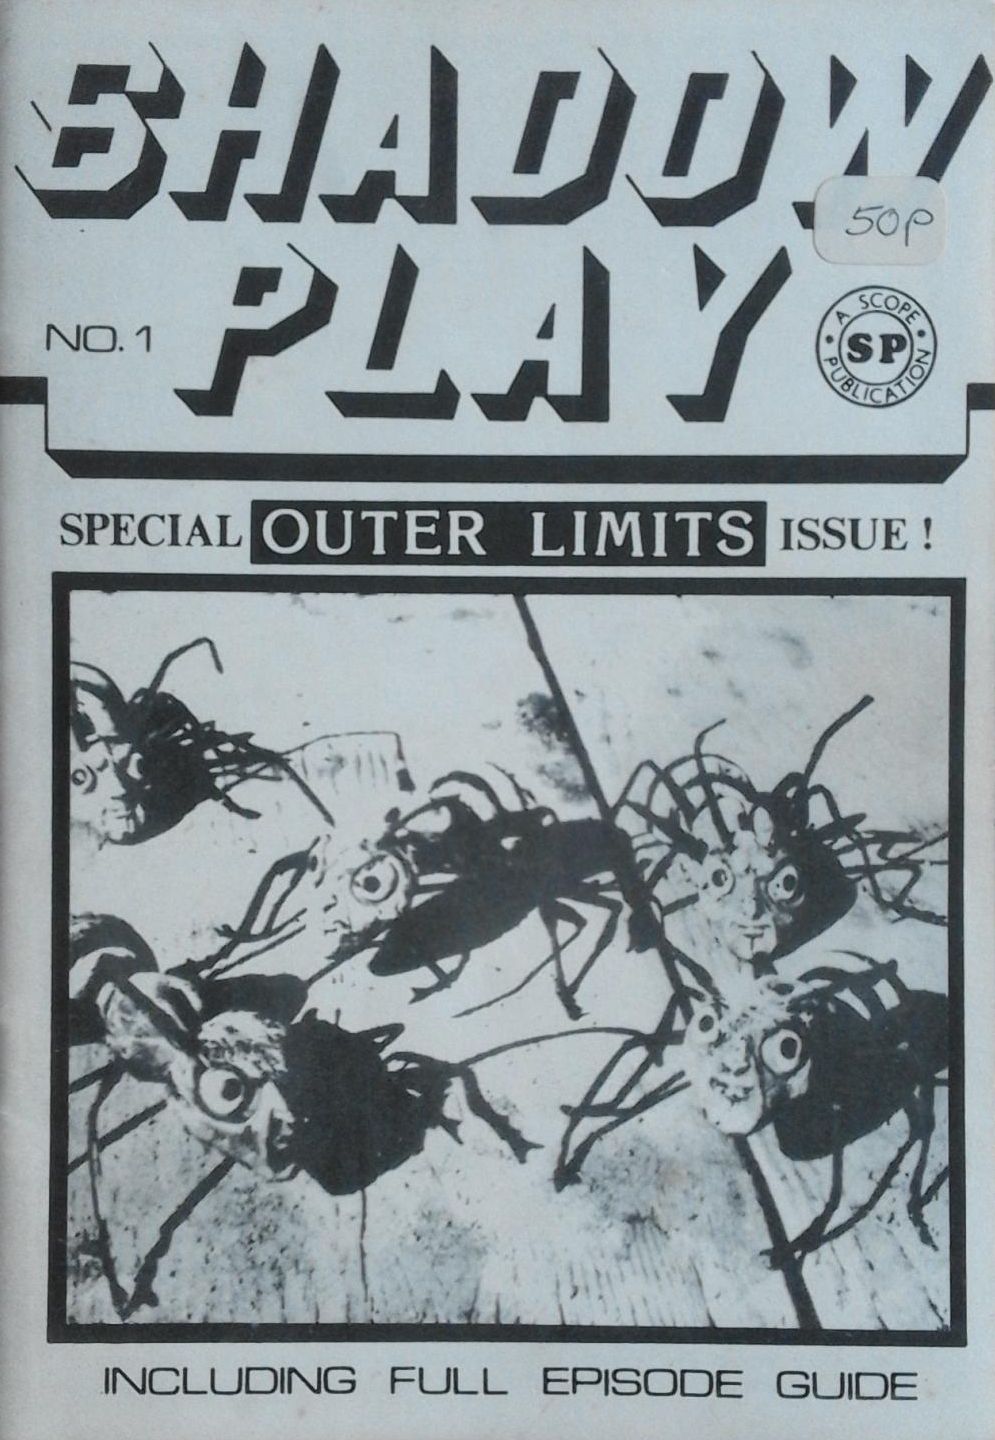 SHADOW
PLAY
50p
NO. 1
A SCOPE
SP
PUBLICATION
SPECIAL OUTER LIMITS ISSUE !
INCLUDING FULL EPISODE GUIDE